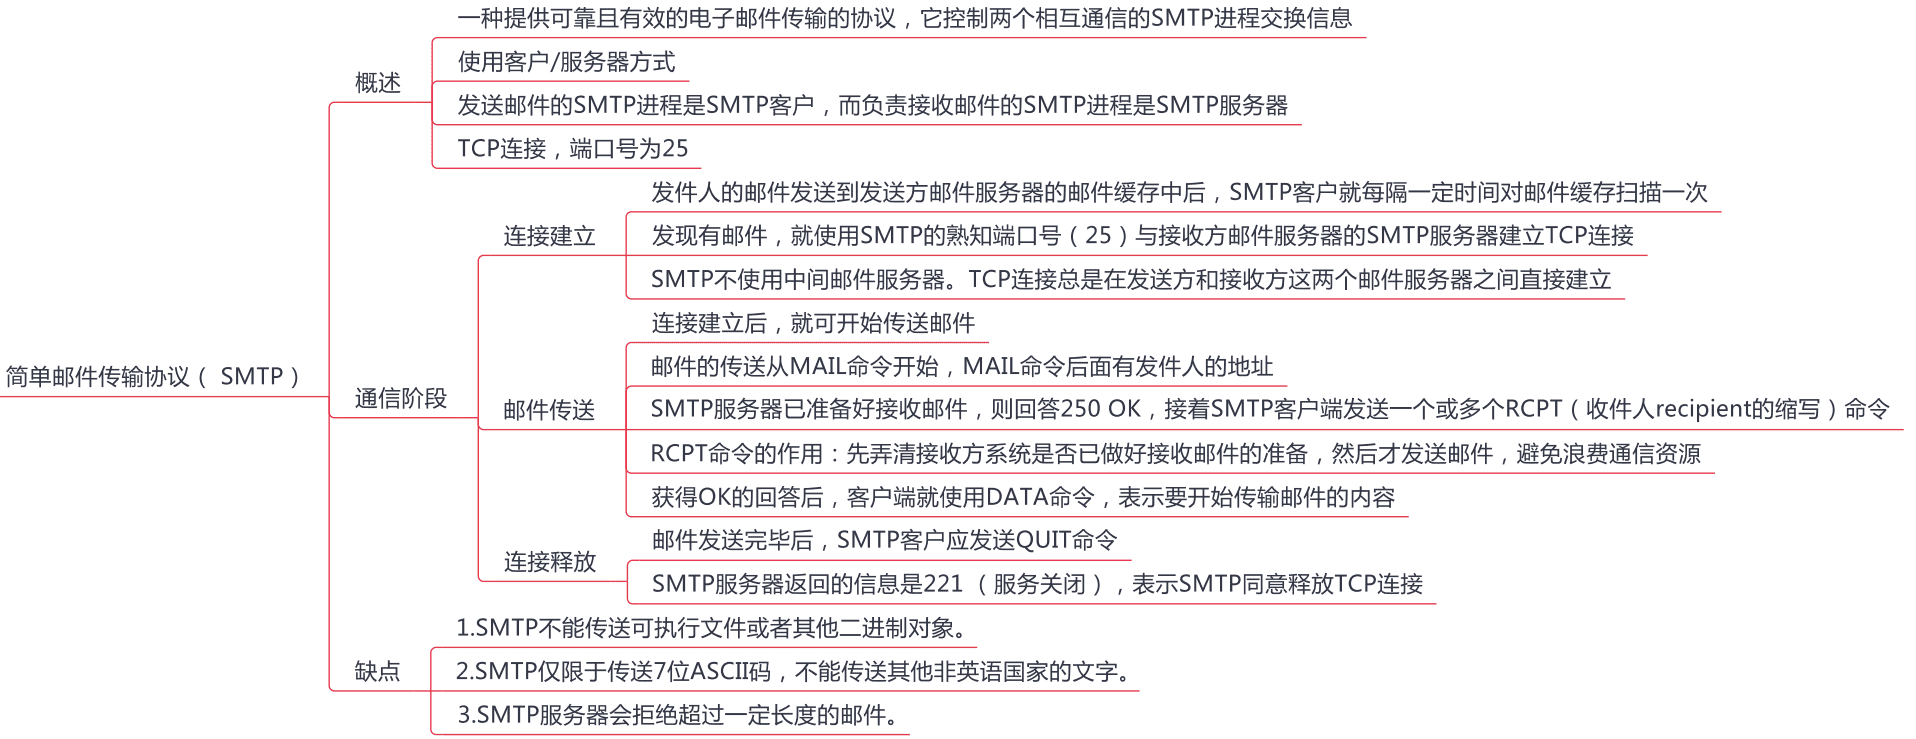 简单邮件传输协议（ SMTP ）
概述
一种提供可靠且有效的电子邮件传输的协议，它控制两个相互通信的SMTP进程交换信息
使用客户/服务器方式
发送邮件的SMTP进程是SMTP客户，而负责接收邮件的SMTP进程是SMTP服务器
TCP连接，端口号为25
通信阶段
连接建立
发件人的邮件发送到发送方邮件服务器的邮件缓存中后，SMTP客户就每隔一定时间对邮件缓存扫描一次
发现有邮件，就使用SMTP的熟知端口号（25）与接收方邮件服务器的SMTP服务器建立TCP连接
SMTP不使用中间邮件服务器。TCP连接总是在发送方和接收方这两个邮件服务器之间直接建立
邮件传送
连接建立后，就可开始传送邮件
邮件的传送从MAIL命令开始，MAIL命令后面有发件人的地址
SMTP服务器已准备好接收邮件，则回答250 OK，接着SMTP客户端发送一个或多个RCPT（收件人recipient的缩写）命令
RCPT命令的作用：先弄清接收方系统是否已做好接收邮件的准备，然后才发送邮件，避免浪费通信资源
获得OK的回答后，客户端就使用DATA命令，表示要开始传输邮件的内容
连接释放
邮件发送完毕后，SMTP客户应发送QUIT命令
SMTP服务器返回的信息是221 （服务关闭），表示SMTP同意释放TCP连接
缺点
1.SMTP不能传送可执行文件或者其他二进制对象。
2.SMTP仅限于传送7位ASCII码，不能传送其他非英语国家的文字。
3.SMTP服务器会拒绝超过一定长度的邮件。